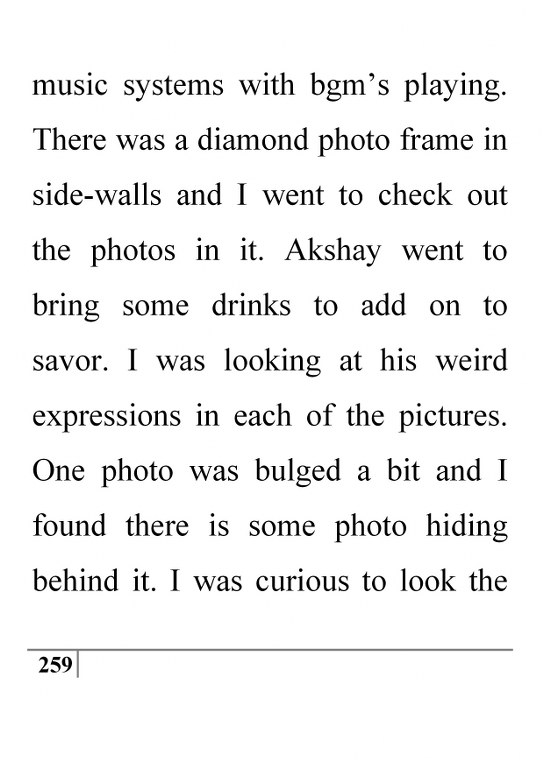 music systems with bgm’s playing.
There was a diamond photo frame in
side-walls and I went to check out
the photos in it. Akshay went to
bring some drinks to add on to
savor. I was looking at his weird
expressions in each of the pictures.
One photo was bulged a bit and I
found there is some photo hiding
behind it. I was curious to look the
259